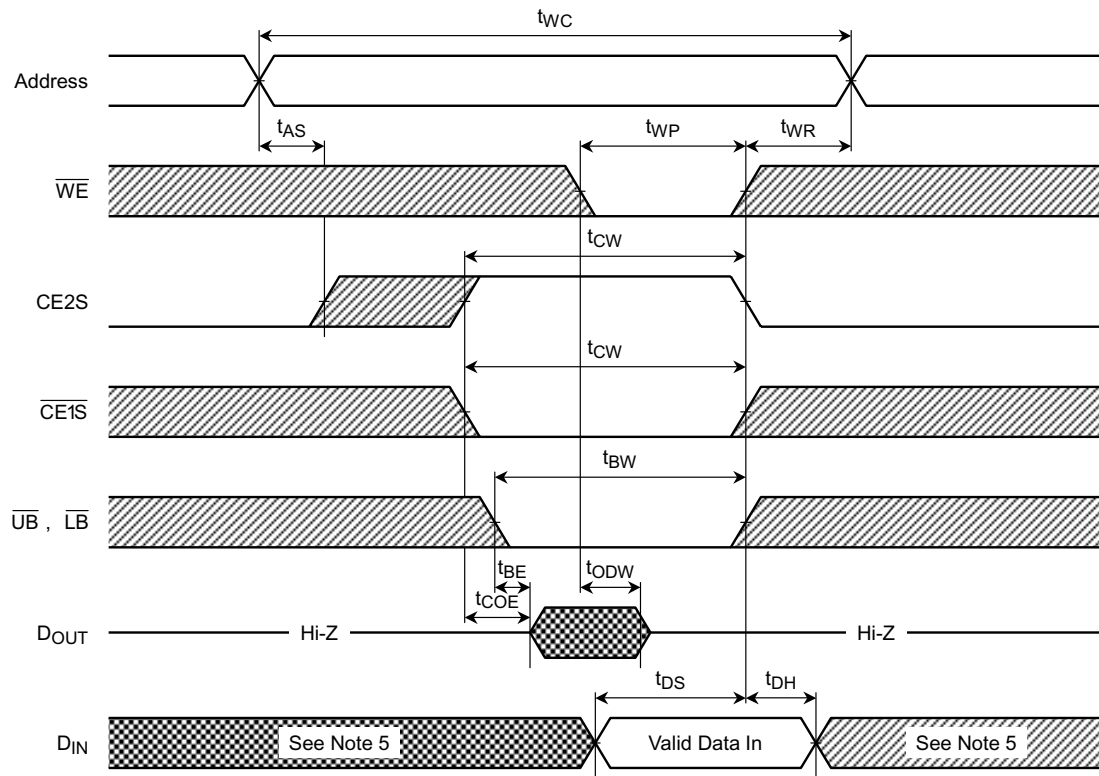 tWC
Address
tAS
tWP
tWR
WE
tCW
CE2S
tCW
CE1S
tBW
UB , LB
tBE
tODW
tCOE
DOUT
Hi-Z
Hi-Z
tDS
tDH
DIN
See Note 5
Valid Data In
See Note 5